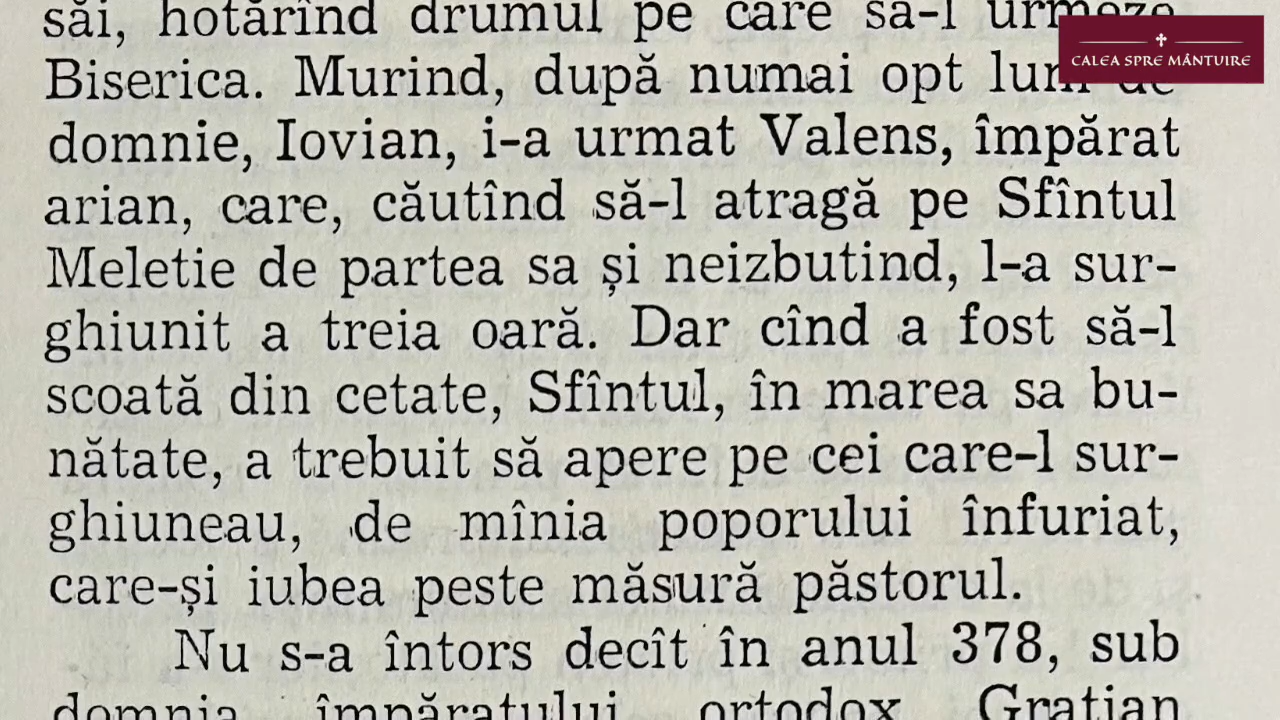 săi, hotărînd drumul pe care să-l urmeze
CALEA SPRE MÂNTUIRE
Biserica. Murind, după numai opt luni de
domnie, Iovian, i-a urmat Valens, împărat
arian, care, căutînd să-l atragă pe Sfîntul
Meletie de partea sa și neizbutind, l-a sur-
ghiunit a treia oară. Dar cînd a fost să-l
scoată din cetate, Sfîntul, în marea sa bu-
nătate, a trebuit să apere pe cei care-l sur-
ghiuneau, de mînia poporului înfuriat,
care-și iubea peste măsură păstorul.
Nu s-a întors decît în anul 378, sub
domnia împăratului ortodox Grațian